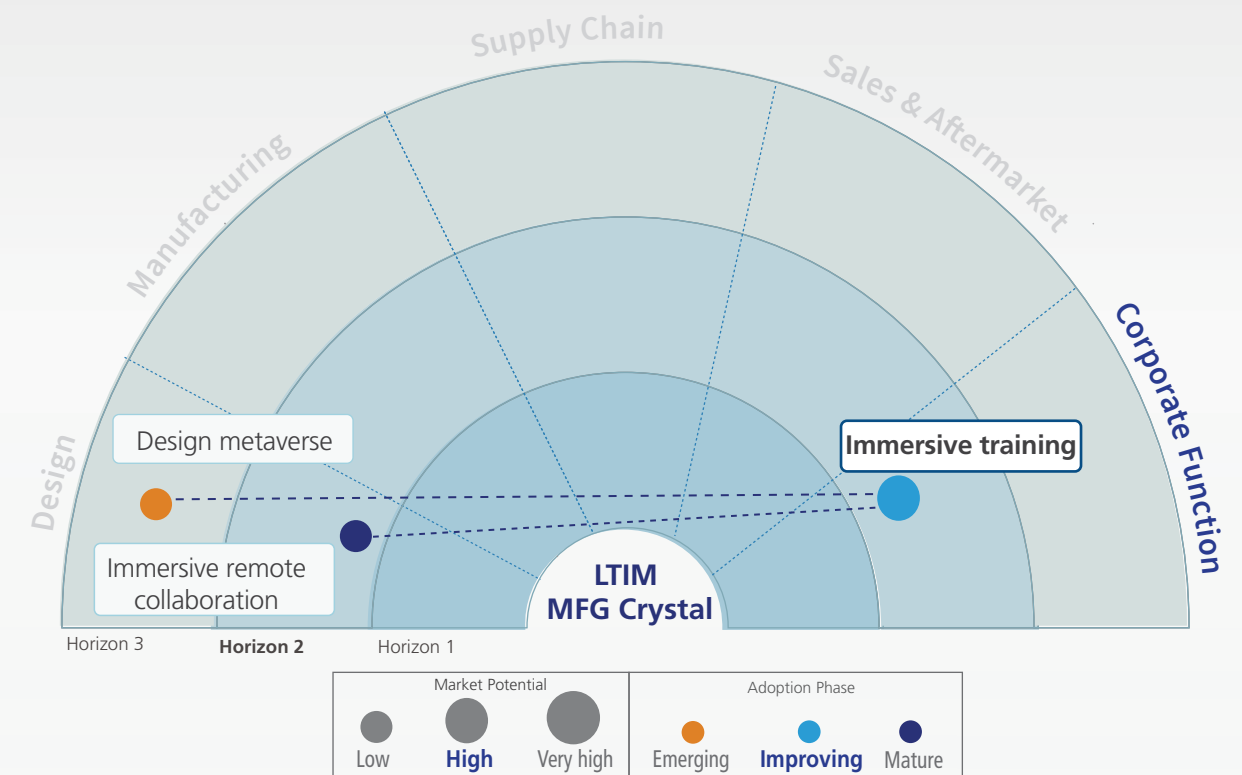 Supply Chain
Sales & Aftermarket
Manufacturing
Corporate Function
Design
Design metaverse
Immersive training
Immersive remote
collaboration
LTIM
MFG Crystal
Horizon 3
Horizon 2
Horizon 1
Market Potential
Adoption Phase
Low
High
Very high
Emerging
Improving
Mature